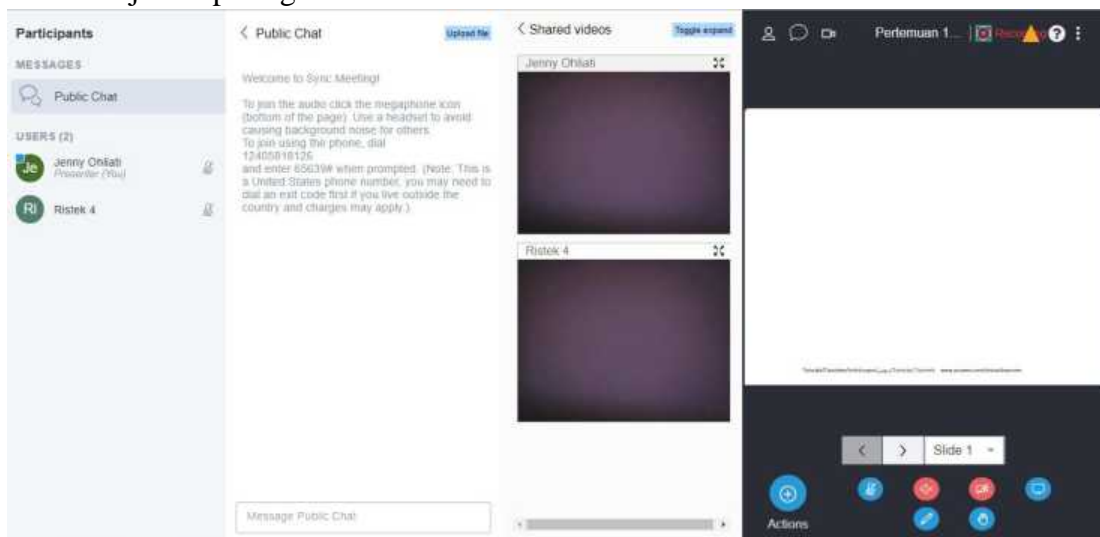 Participants
MESSAGES
Public Chat
USERS (2)
Je
Jenny Ohliati
Presenter (You)
RI
Ristek 4
Public Chat
Upload file
Welcome to Sync Meeting!
To join the audio click the megaphone icon
(bottom of the page). Use a headset to avoid
causing background noise for others.
To join using the phone, dial
12405818126
and enter 65639# when prompted. (Note: This is
a United States phone number, you may need to
dial an exit code first if you live outside the
country and charges may apply.)
Message Public Chat
Shared videos
Toggle expand
Jenny Ohliati
Ristek 4
Pertemuan 1...
Slide 1
Actions